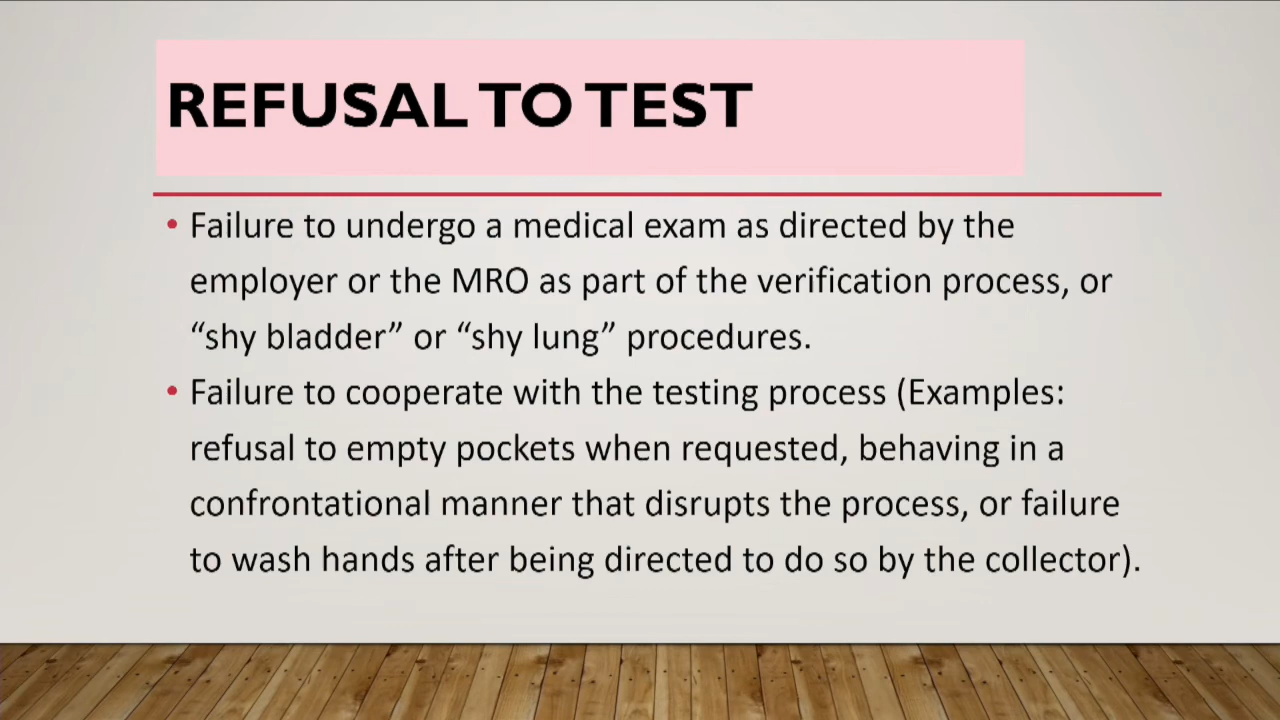 REFUSAL TO TEST
• Failure to undergo a medical exam as directed by the
employer or the MRO as part of the verification process, or
“shy bladder” or “shy lung” procedures.
• Failure to cooperate with the testing process (Examples:
refusal to empty pockets when requested, behaving in a
confrontational manner that disrupts the process, or failure
to wash hands after being directed to do so by the collector).